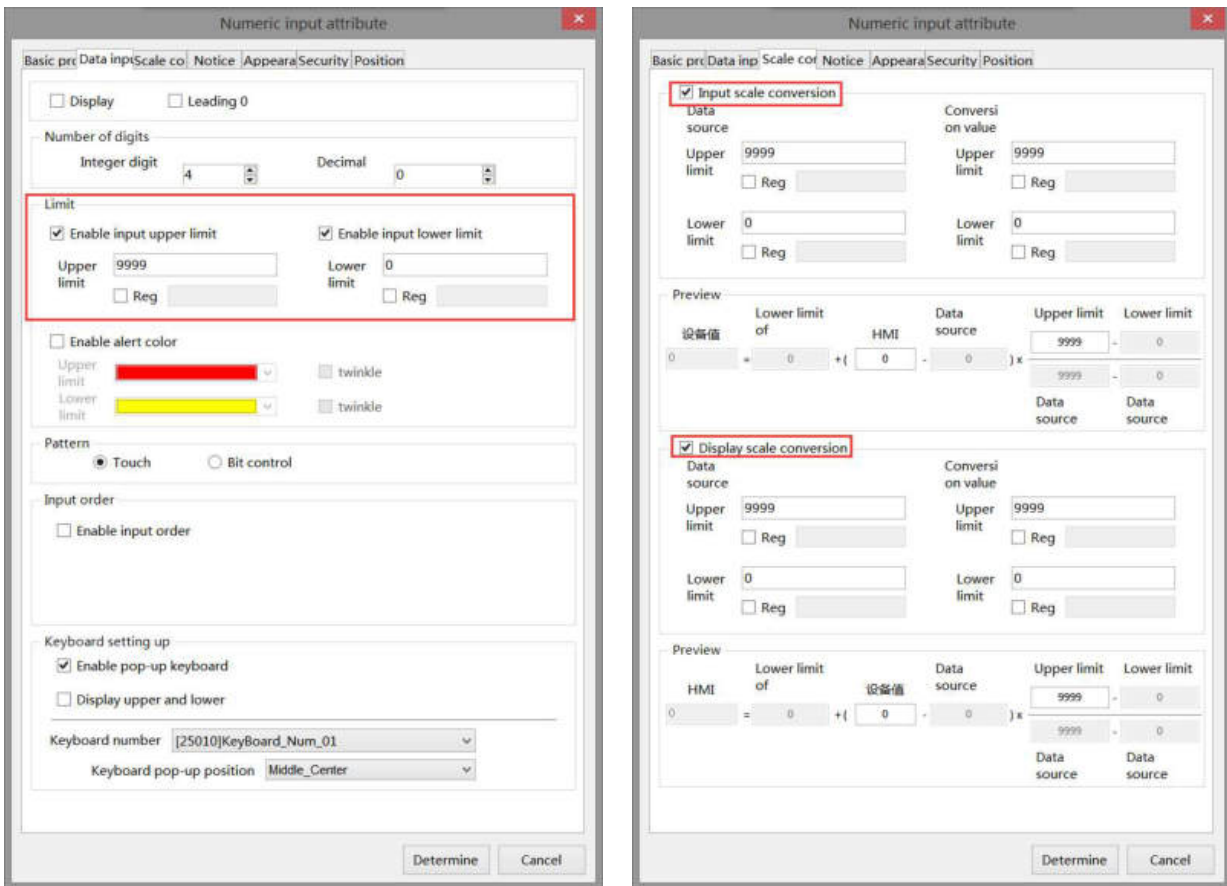 Numeric input attribute
Basic pro Data inpu Scale co Notice Appeara Security Position
Display Leading 0
Number of digits
Integer digit 4 Decimal 0
Limit
Enable input upper limit Enable input lower limit
Upper limit 9999 Lower limit 0
Reg Reg
Enable alert color
Upper limit twinkle
Lower limit twinkle
Pattern
Touch Bit control
Input order
Enable input order
Keyboard setting up
Enable pop-up keyboard
Display upper and lower
Keyboard number [25010]KeyBoard_Num_01
Keyboard pop-up position Middle_Center
Determine Cancel
Numeric input attribute
Basic pro Data inp Scale con Notice Appeara Security Position
Input scale conversion
Data Conversi
source on value
Upper limit 9999 Upper limit 9999
Reg Reg
Lower limit 0 Lower limit 0
Reg Reg
Preview
Lower limit Data Upper limit Lower limit
设备值 of HMI source 9999 - 0
0 = 0 +( 0 - 0 ) x
9999 - 0
Data Data
source source
Display scale conversion
Data Conversi
source on value
Upper limit 9999 Upper limit 9999
Reg Reg
Lower limit 0 Lower limit 0
Reg Reg
Preview
Lower limit Data Upper limit Lower limit
HMI of 设备值 source 9999 - 0
0 = 0 +( 0 - 0 ) x
9999 - 0
Data Data
source source
Determine Cancel